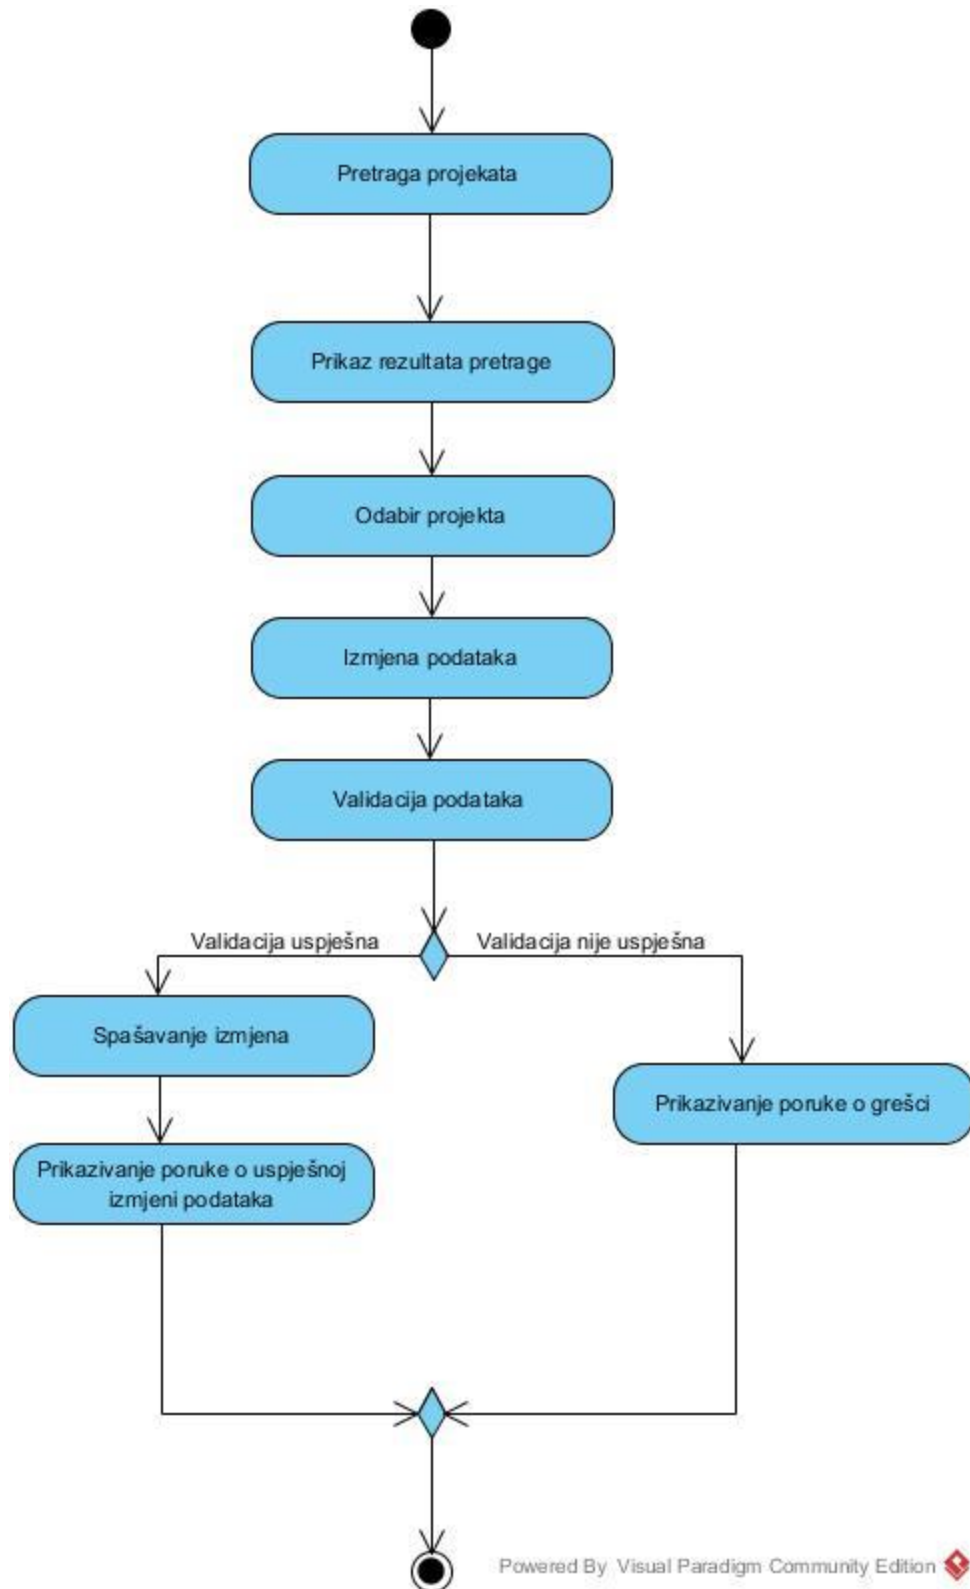 Pretraga projekata
Prikaz rezultata pretrage
Odabir projekta
Izmjena podataka
Validacija podataka
Validacija uspješna
Validacija nije uspješna
Spašavanje izmjena
Prikazivanje poruke o grešci
Prikazivanje poruke o uspješnoj
izmjeni podataka
Powered By Visual Paradigm Community Edition